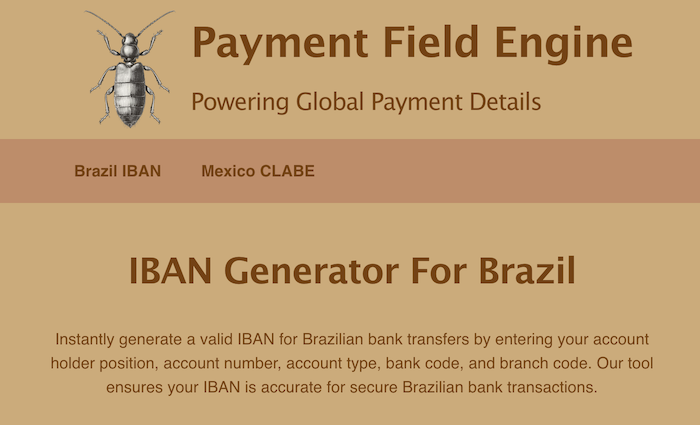 Payment Field Engine
Powering Global Payment Details
Brazil IBAN Mexico CLABE
IBAN Generator For Brazil
Instantly generate a valid IBAN for Brazilian bank transfers by entering your account
holder position, account number, account type, bank code, and branch code. Our tool
ensures your IBAN is accurate for secure Brazilian bank transactions.